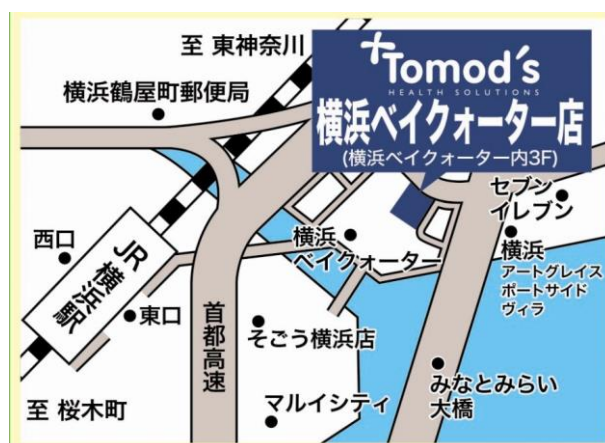 至 東神奈川
Tomod's
HEALTH SOLUTIONS
横浜ベイクォーター店
(横浜ベイクォーター内3F)
横浜鶴屋町郵便局
セブン
イレブン
西口
JR横浜駅
横浜
ベイクォーター
横浜
アートグレイス
ポートサイド
ヴィラ
東口
首都高速
そごう横浜店
みなとみらい
大橋
至 桜木町
マルイシティ